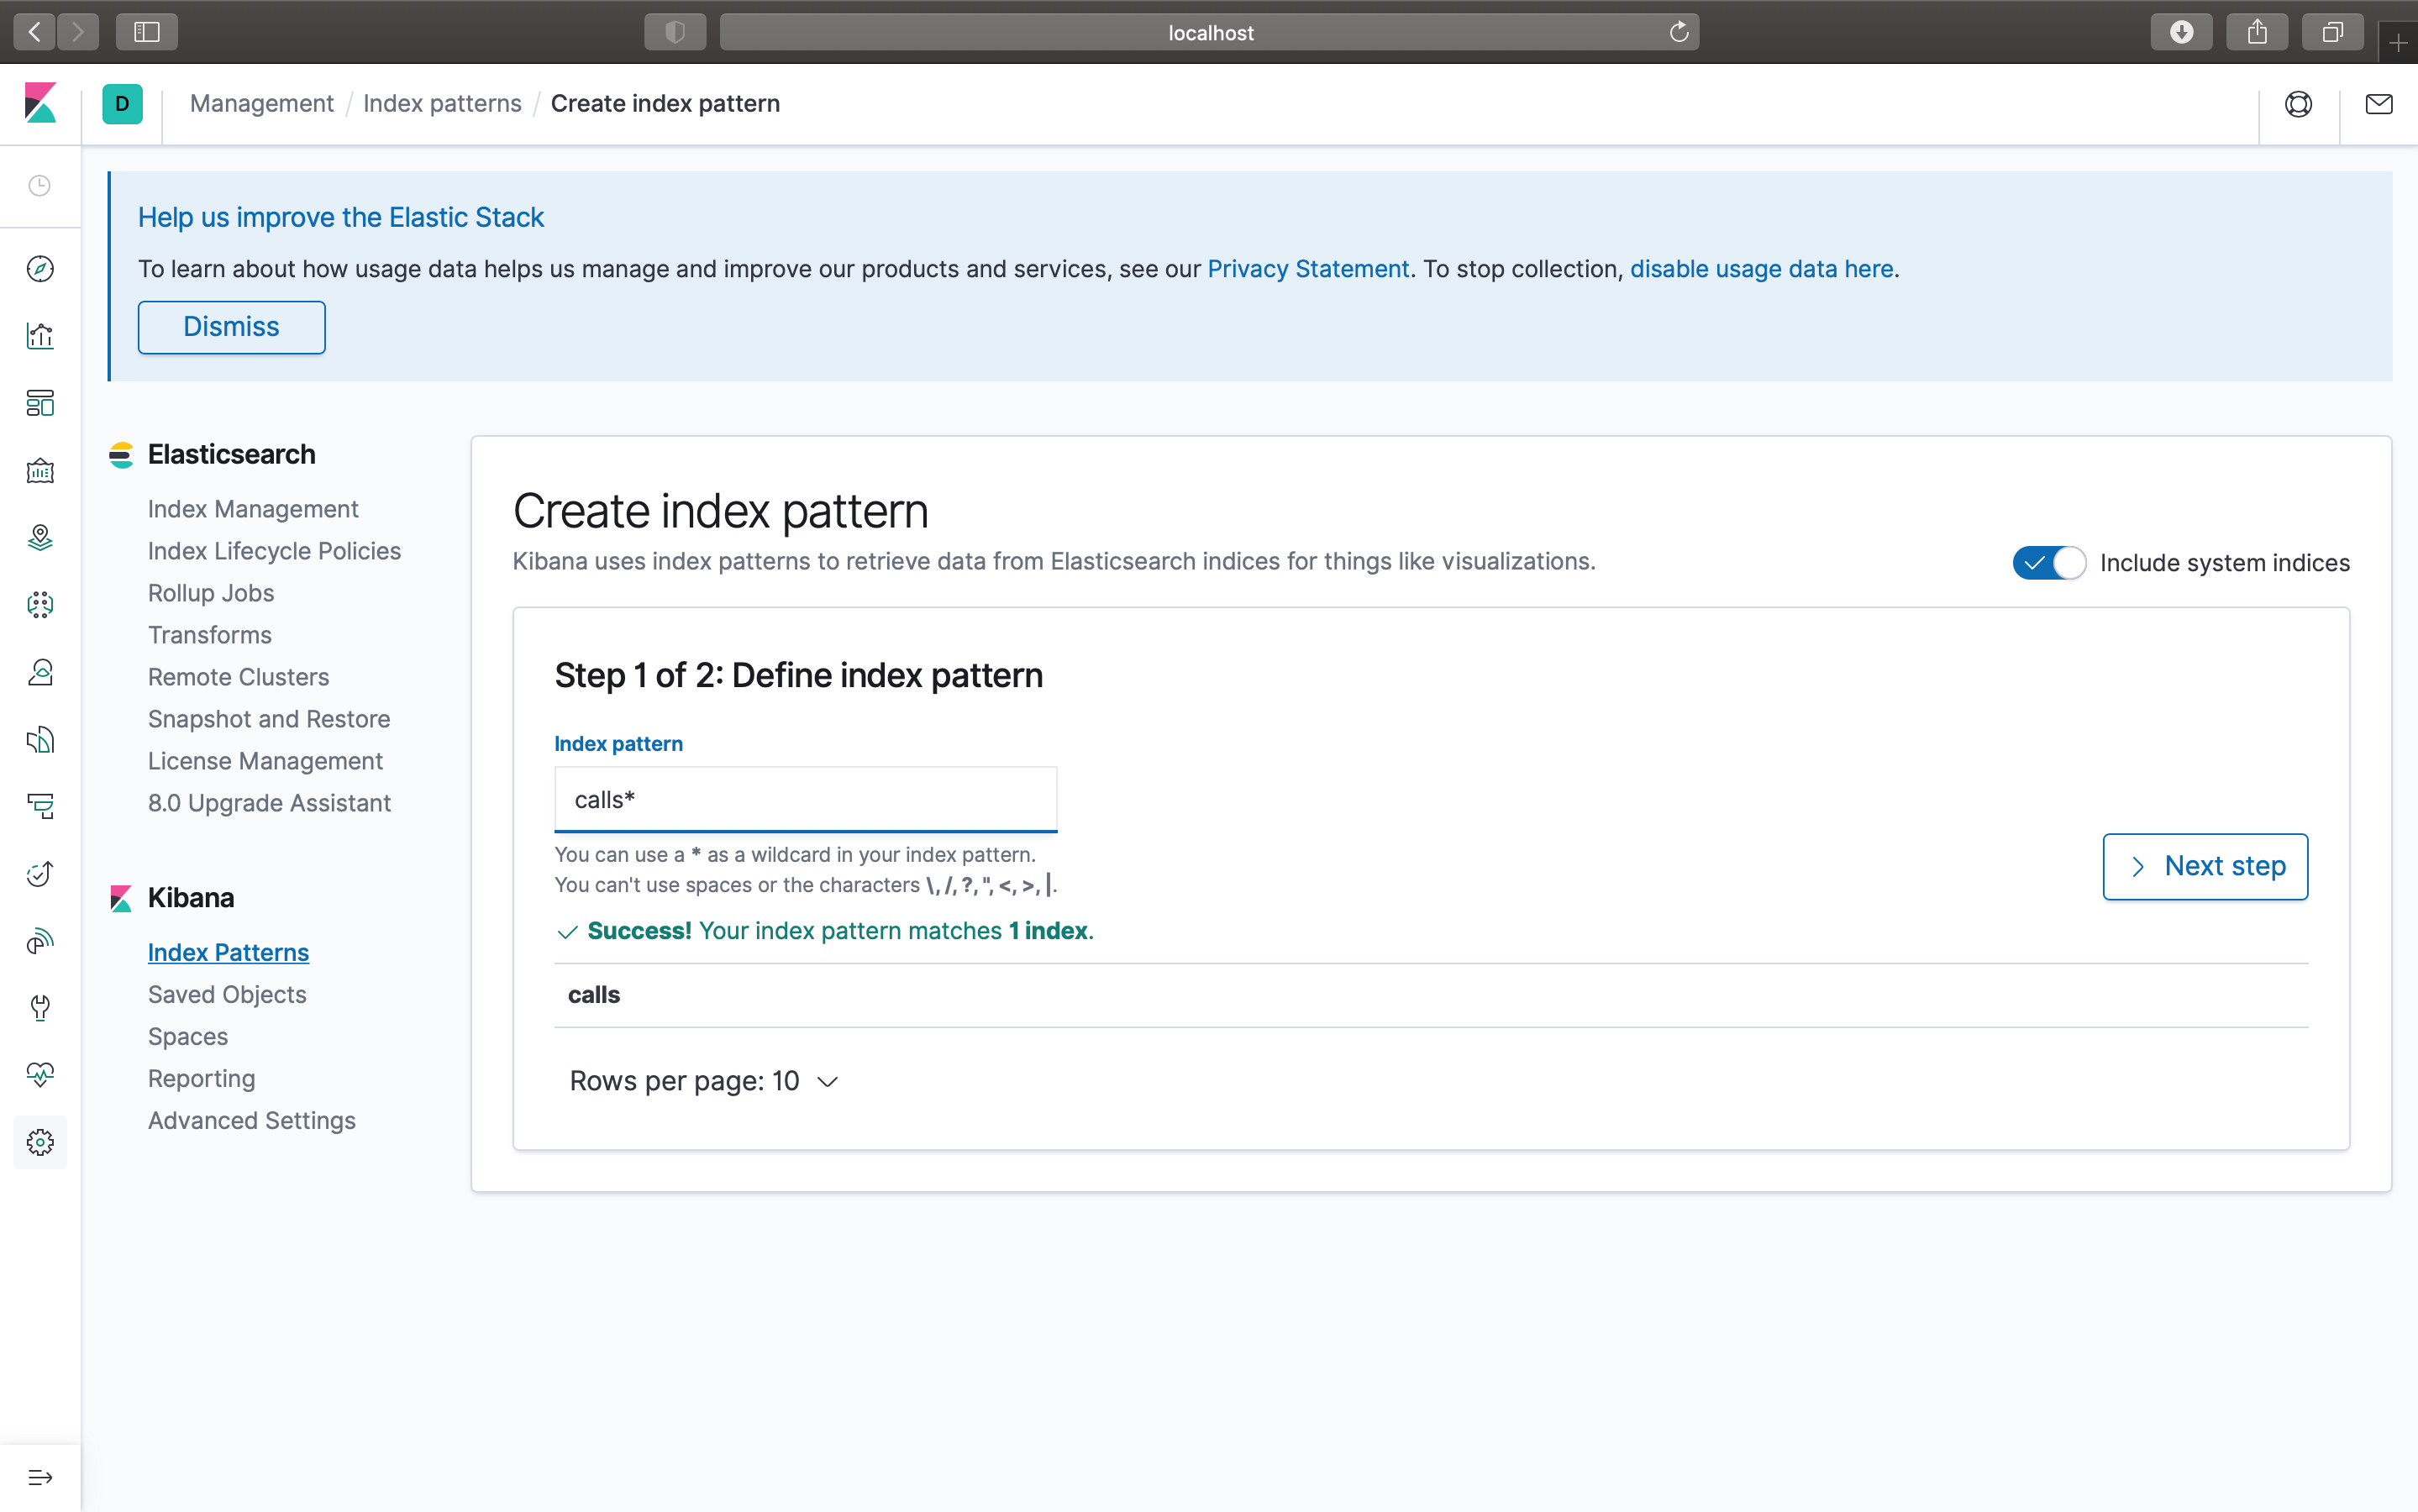 localhost
D
Management / Index patterns / Create index pattern
Help us improve the Elastic Stack
To learn about how usage data helps us manage and improve our products and services, see our Privacy Statement. To stop collection, disable usage data here.
Dismiss
Elasticsearch
Index Management
Index Lifecycle Policies
Rollup Jobs
Transforms
Remote Clusters
Snapshot and Restore
License Management
8.0 Upgrade Assistant
Kibana
Index Patterns
Saved Objects
Spaces
Reporting
Advanced Settings
Create index pattern
Kibana uses index patterns to retrieve data from Elasticsearch indices for things like visualizations.
Include system indices
Step 1 of 2: Define index pattern
Index pattern
calls*
You can use a * as a wildcard in your index pattern.
You can't use spaces or the characters \, /, ?, ", <, >, |.
Next step
Success! Your index pattern matches 1 index.
calls
Rows per page: 10